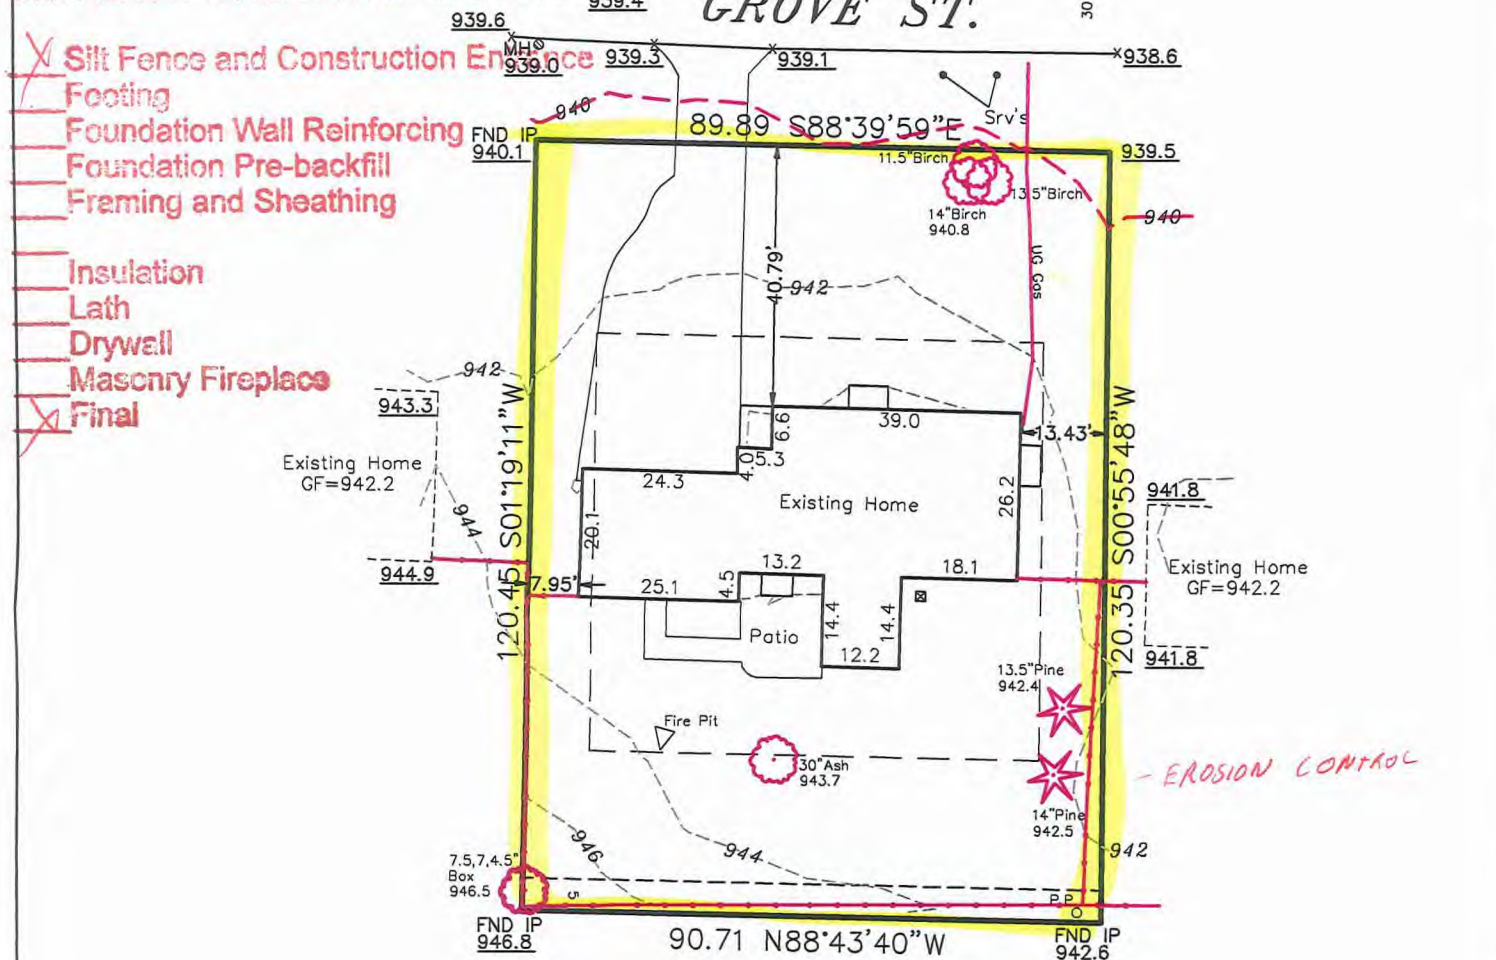 939.4
GROVE ST.
30
939.6
MH
939.0
939.3
939.1
938.6
Silt Fence and Construction Entrance
Footing
Foundation Wall Reinforcing
Foundation Pre-backfill
Framing and Sheathing
Insulation
Lath
Drywall
Masonry Fireplace
Final
940
Srv's
FND IP
940.1
89.89 S88°39'59"E
939.5
11.5"Birch
13.5"Birch
14"Birch
940.8
940
UG Gas
40.79'
942
942
943.3
Existing Home
GF=942.2
944
944.9
120.45 S01°19'11"W
7.95'
24.3
20.1
25.1
4.0
5.3
6.6
39.0
13.43'
26.2
Existing Home
13.2
4.5
18.1
14.4
14.4
12.2
Patio
120.35 S00°55'48"W
941.8
Existing Home
GF=942.2
941.8
13.5"Pine
942.4
Fire Pit
30"Ash
943.7
14"Pine
942.5
- EROSION CONTROL
946
944
942
7.5,7,4.5"
Box
946.5
5
P.P
FND IP
946.8
90.71 N88°43'40"W
FND IP
942.6